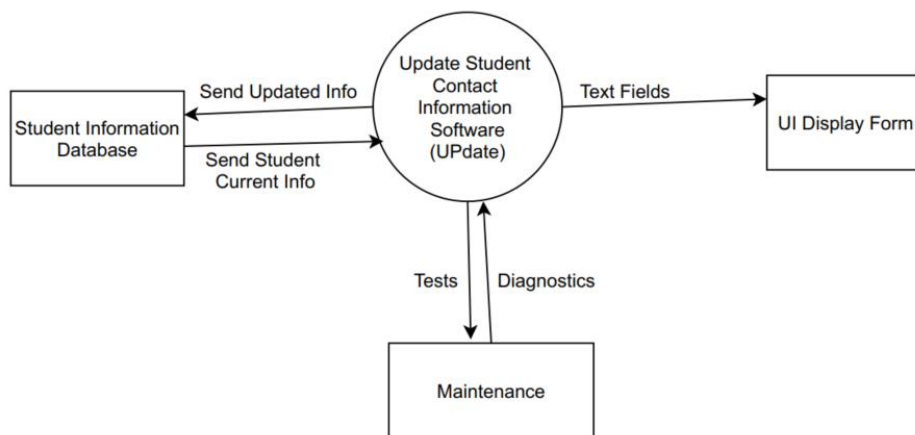 Update Student
Contact
Information
Software
(UPdate)
Send Updated Info
Text Fields
Student Information
Database
UI Display Form
Send Student
Current Info
Tests
Diagnostics
Maintenance